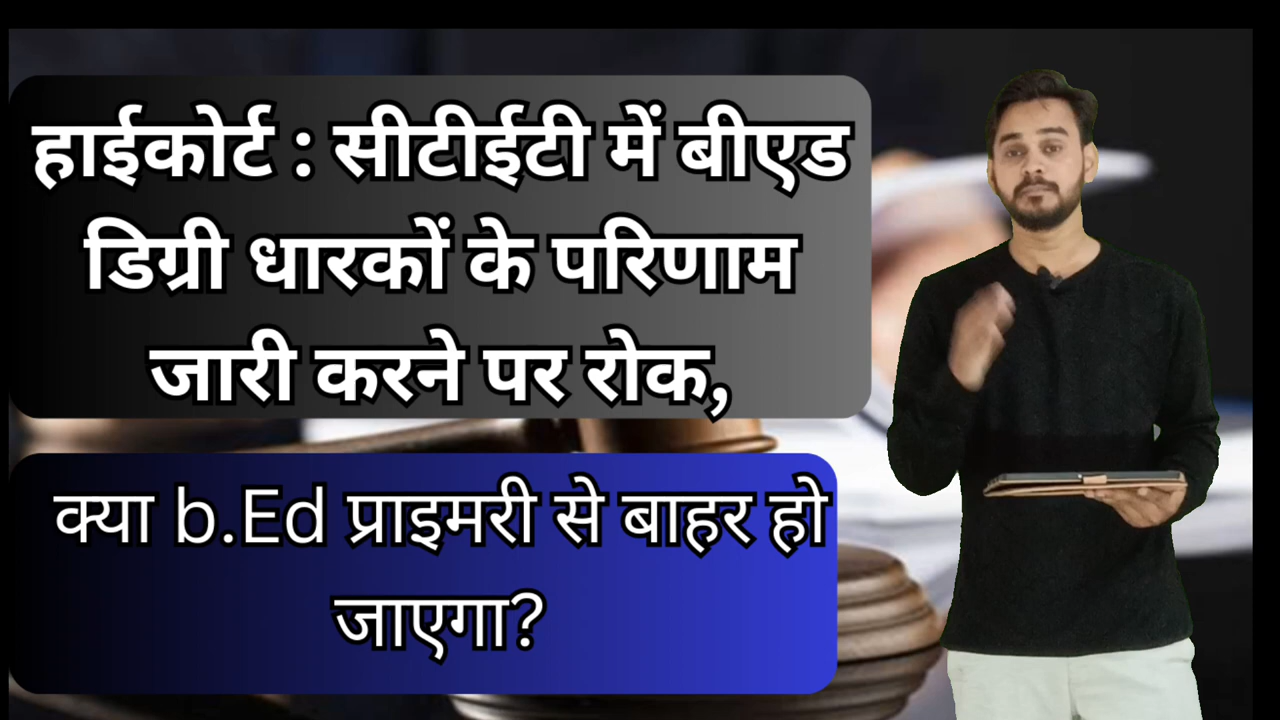 हाईकोर्ट : सीटीईटी में बीएड
डिग्री धारकों के परिणाम
जारी करने पर रोक,
क्या b.Ed प्राइमरी से बाहर हो
जाएगा?